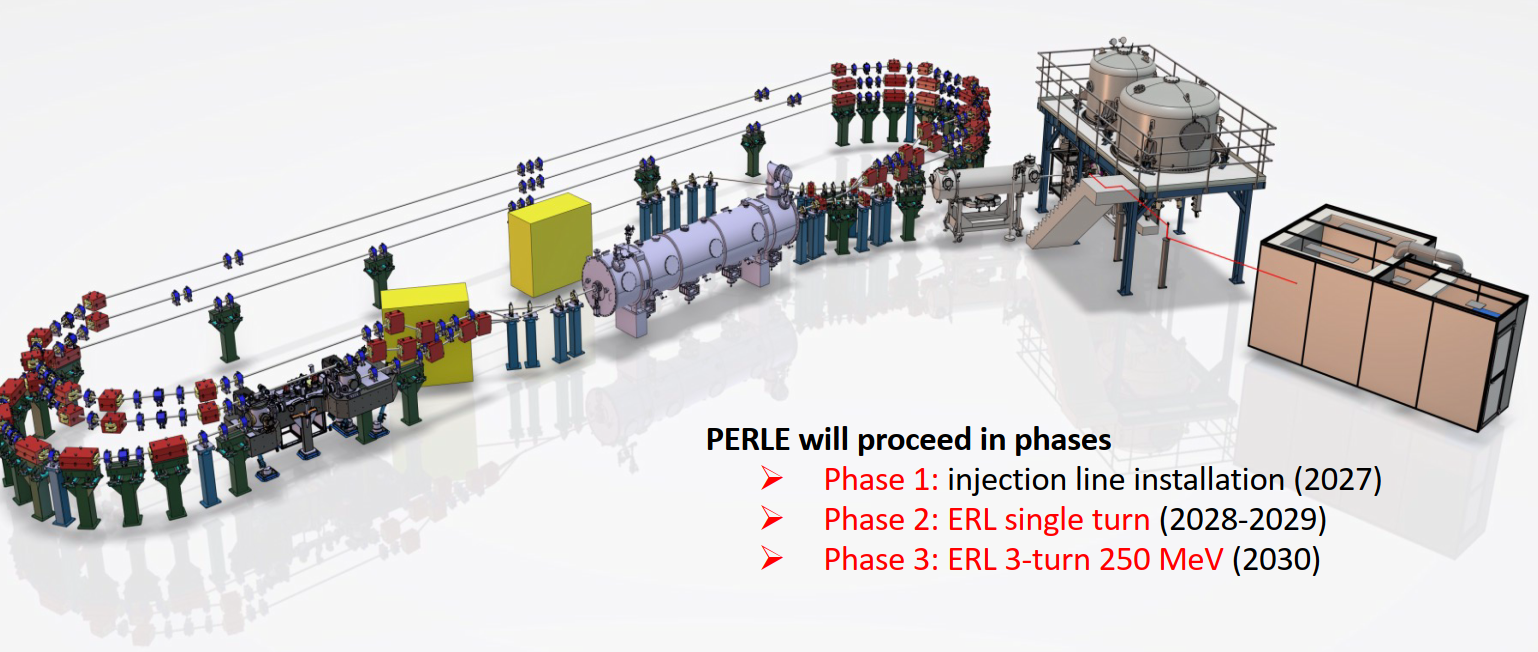 PERLE will proceed in phases
➢ Phase 1: injection line installation (2027)
➢ Phase 2: ERL single turn (2028-2029)
➢ Phase 3: ERL 3-turn 250 MeV (2030)